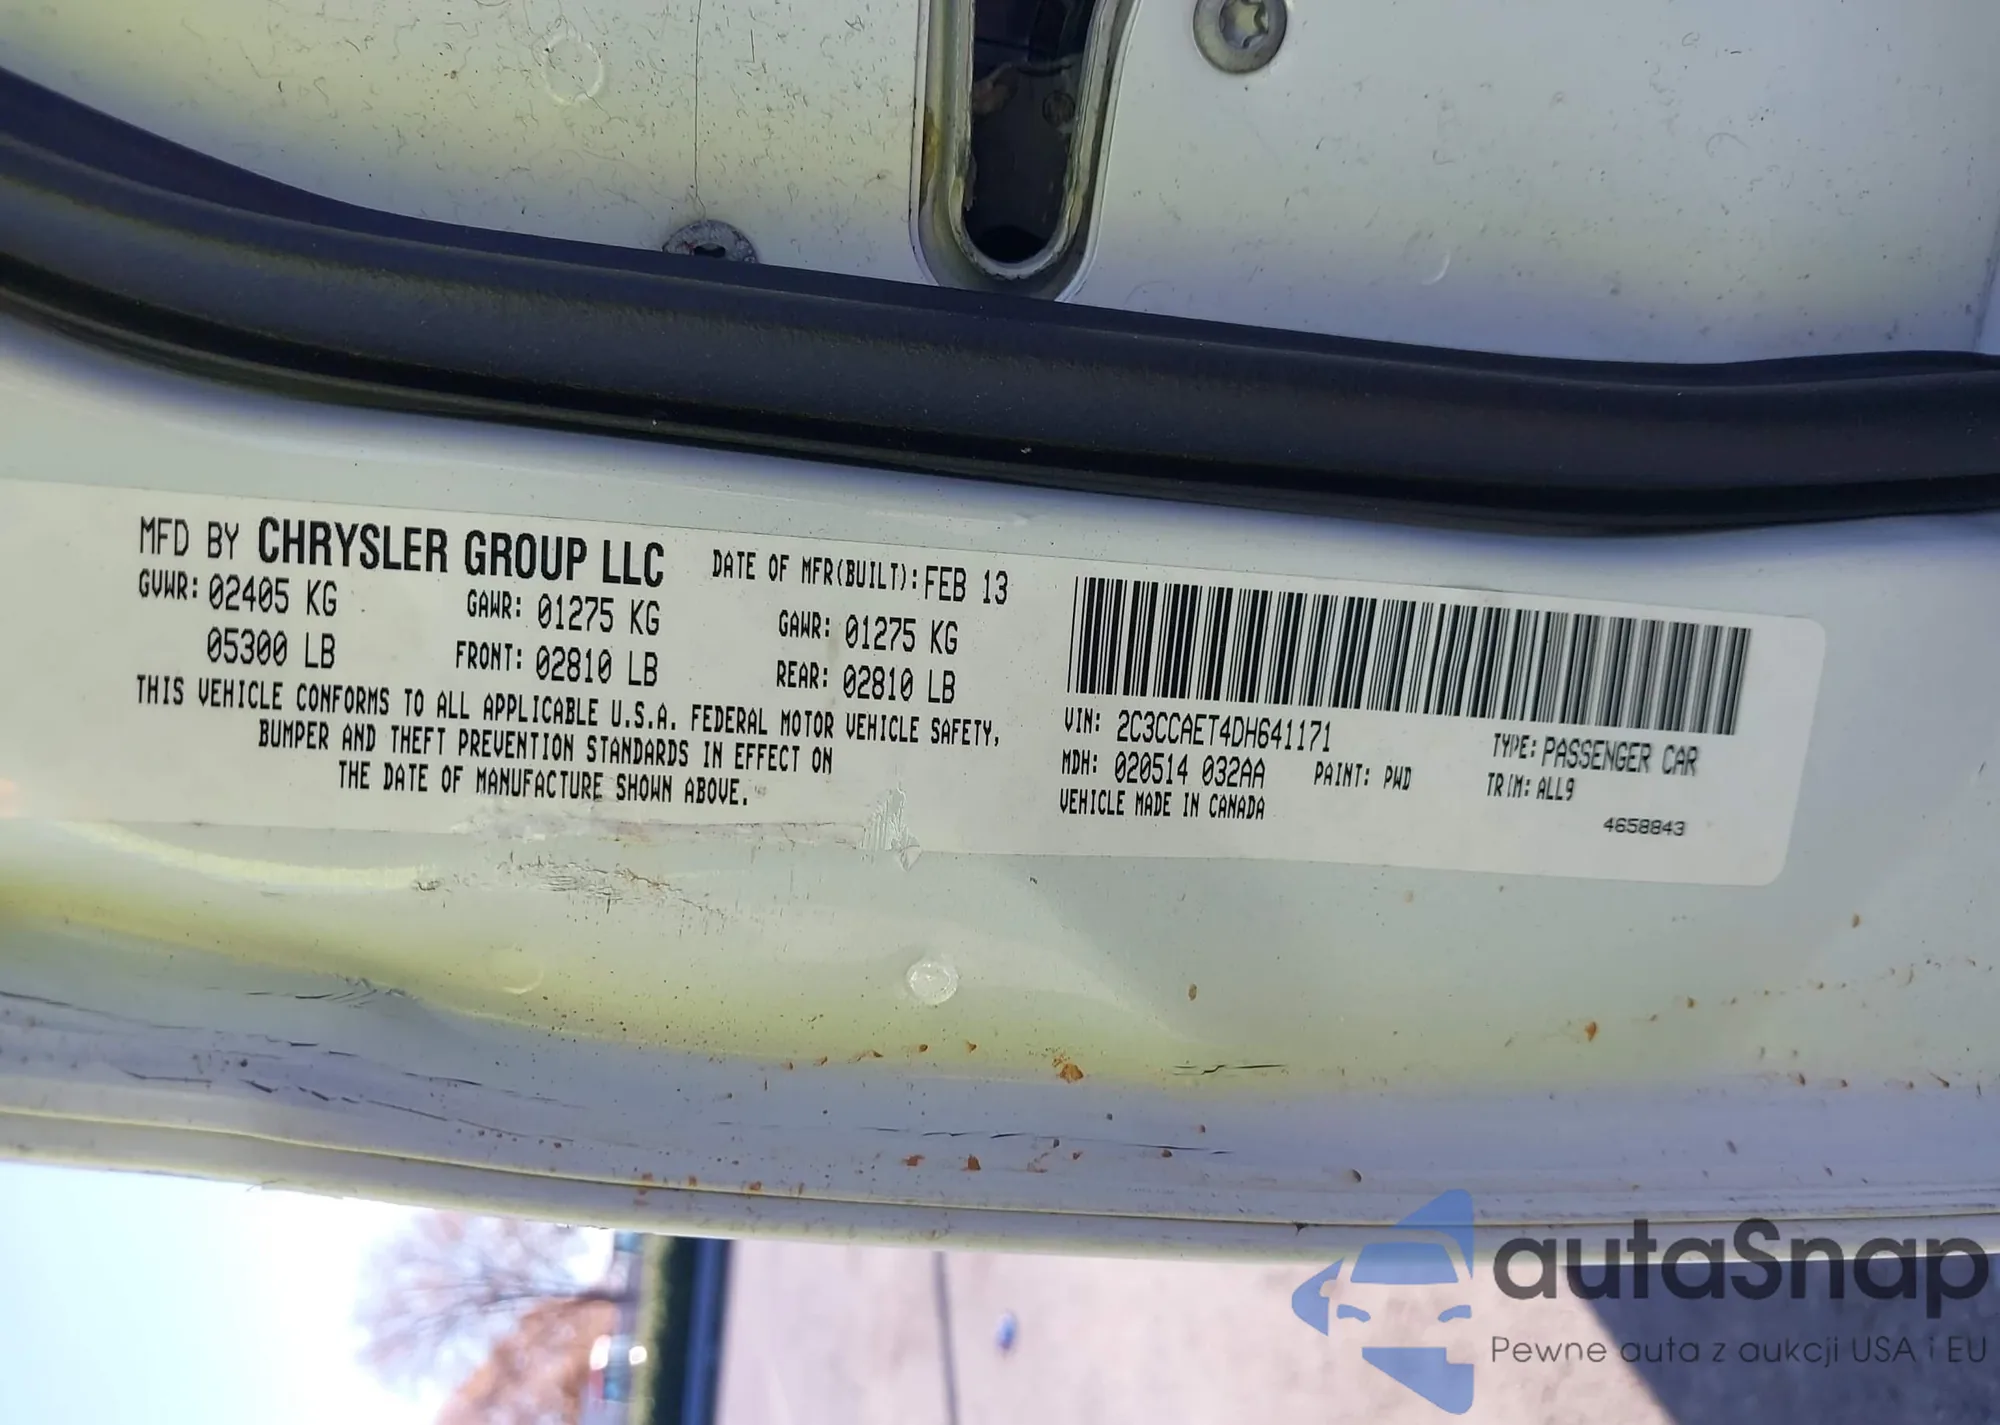 MFD BY CHRYSLER GROUP LLC DATE OF MFR(BUILT): FEB 13
GVWR: 02405 KG GAWR: 01275 KG GAWR: 01275 KG
05300 LB FRONT: 02810 LB REAR: 02810 LB
THIS VEHICLE CONFORMS TO ALL APPLICABLE U.S.A. FEDERAL MOTOR VEHICLE SAFETY,
BUMPER AND THEFT PREVENTION STANDARDS IN EFFECT ON
THE DATE OF MANUFACTURE SHOWN ABOVE.
VIN: 2C3CCAET4DH641171 TYPE: PASSENGER CAR
MDH: 020514 032AA PAINT: PWD TRIM: ALL9
VEHICLE MADE IN CANADA
4658843
autaSnap
Pewne auta z aukcji USA i EU